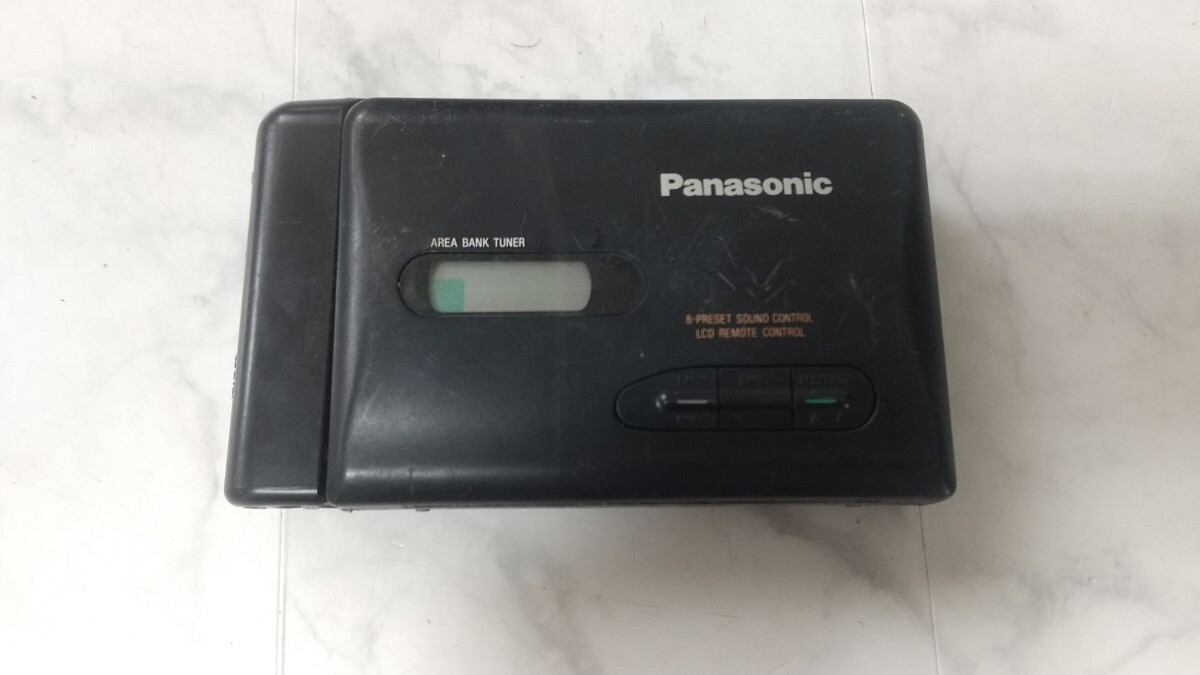 Panasonic
AREA BANK TUNER
8-PRESET SOUND CONTROL
LCD REMOTE CONTROL